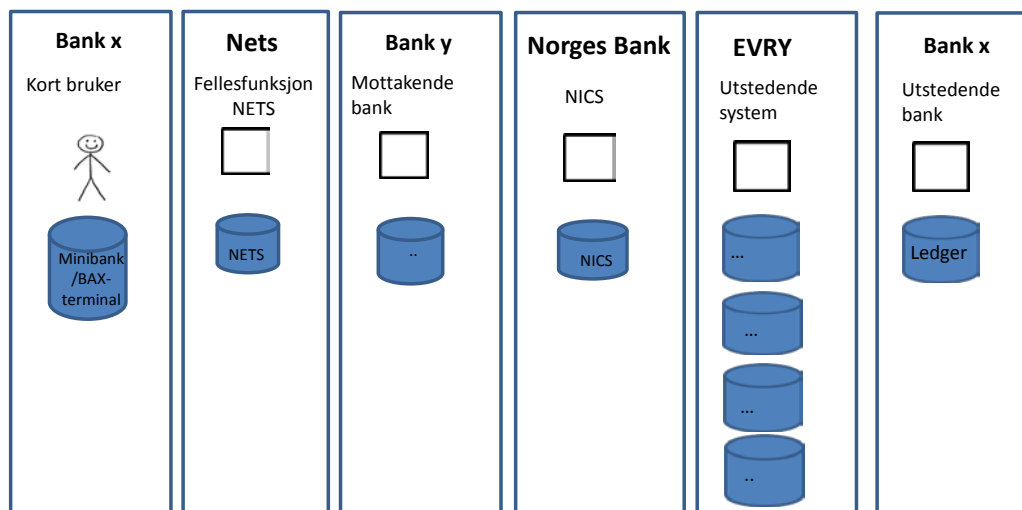 Bank x
Kort bruker
Minibank
/BAX-
terminal
Nets
Fellesfunksjon
NETS
NETS
Bank y
Mottakende
bank
..
Norges Bank
NICS
NICS
EVRY
Utstedende
system
...
...
...
..
Bank x
Utstedende
bank
Ledger